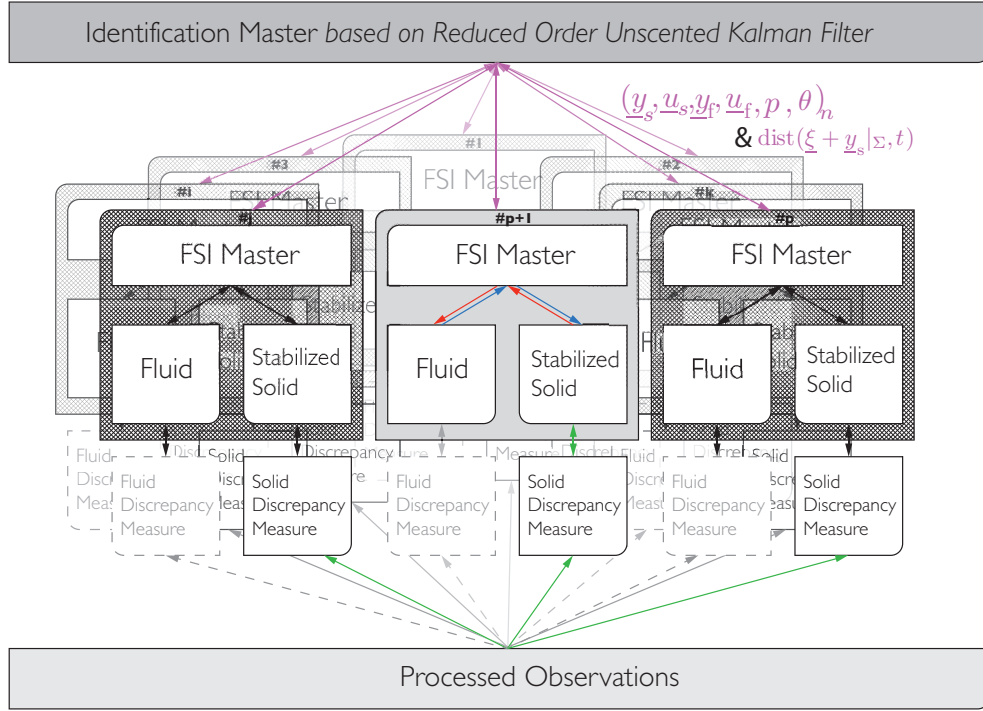 Identification Master based on Reduced Order Unscented Kalman Filter
(y_s, u_s, y_f, u_f, p , θ)_n
& dist(ξ + y_s|_Σ, t)
#1
FSI Master
#3
#2
FSI Master
#i
#k
#j
#p+1
#p
FSI Master
FSI Master
FSI Master
Stabilized
Fluid
Stabilized
Solid
Fluid
Stabilized
Solid
Fluid
Stabilized
Solid
Fluid
Discrepancy
Measure
Solid
Discrepancy
Measure
Fluid
Discrepancy
Measure
Solid
Discrepancy
Measure
Fluid
Discrepancy
Measure
Solid
Discrepancy
Measure
Processed Observations